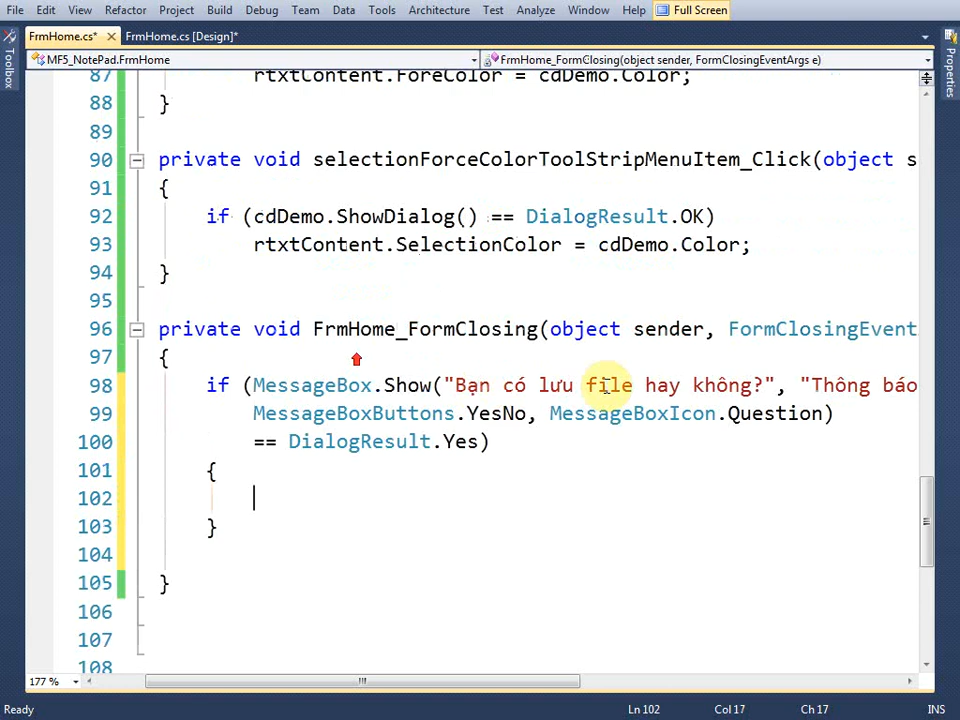 File Edit View Refactor Project Build Debug Team Data Tools Architecture Test Analyze Window Help Full Screen
FrmHome.cs* FrmHome.cs [Design]*
Toolbox
Properties
MF5_NotePad.FrmHome FrmHome_FormClosing(object sender, FormClosingEventArgs e)
87 rtxtContent.ForeColor = cdDemo.Color;
88 }
89
90 private void selectionForceColorToolStripMenuItem_Click(object s
91 {
92 if (cdDemo.ShowDialog() == DialogResult.OK)
93 rtxtContent.SelectionColor = cdDemo.Color;
94 }
95
96 private void FrmHome_FormClosing(object sender, FormClosingEvent
97 {
98 if (MessageBox.Show("Bạn có lưu file hay không?", "Thông báo
99 MessageBoxButtons.YesNo, MessageBoxIcon.Question)
100 == DialogResult.Yes)
101 {
102
103 }
104
105 }
106
107
108
177 %
Ready Ln 102 Col 17 Ch 17 INS